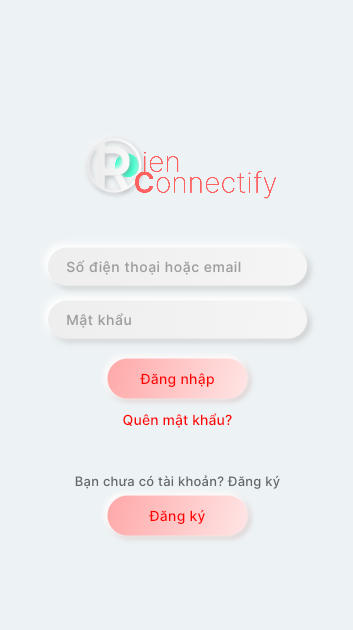 Rien
Connectify
Số điện thoại hoặc email
Mật khẩu
Đăng nhập
Quên mật khẩu?
Bạn chưa có tài khoản? Đăng ký
Đăng ký